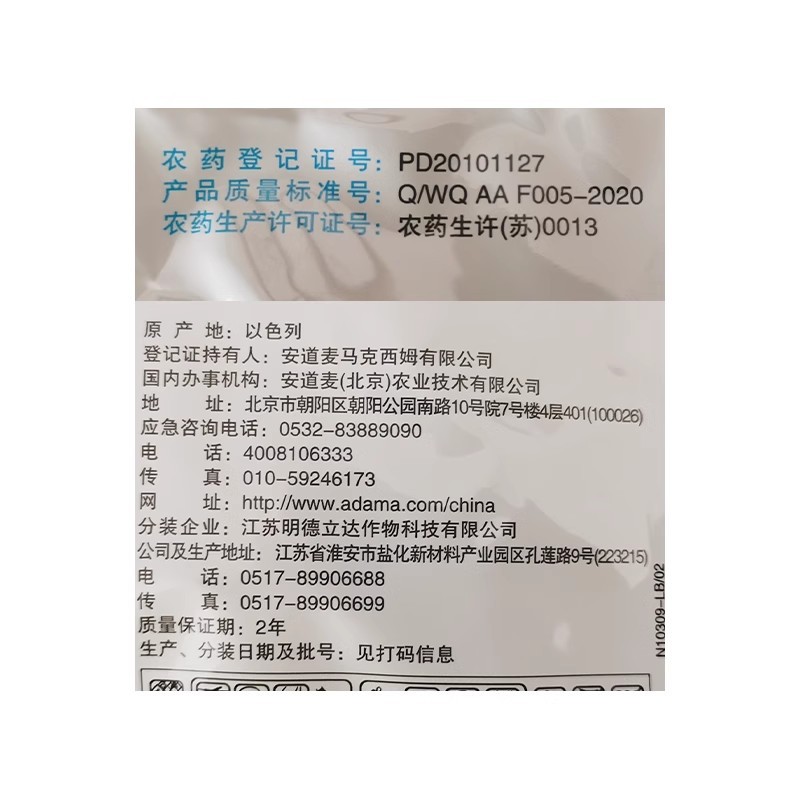 农药登记证号：PD20101127
产品质量标准号：Q/WQ AA F005-2020
农药生产许可证号：农药生许(苏)0013
原产地：以色列
登记证持有人：安道麦马克西姆有限公司
国内办事机构：安道麦(北京)农业技术有限公司
地址：北京市朝阳区朝阳公园南路10号院7号楼4层401(100026)
应急咨询电话：0532-83889090
电话：4008106333
传真：010-59246173
网址：http://www.adama.com/china
分装企业：江苏明德立达作物科技有限公司
公司及生产地址：江苏省淮安市盐化新材料产业园区孔莲路9号(223215)
电话：0517-89906688
传真：0517-89906699
质量保证期：2年
生产、分装日期及批号：见打码信息
N10309-LB/02